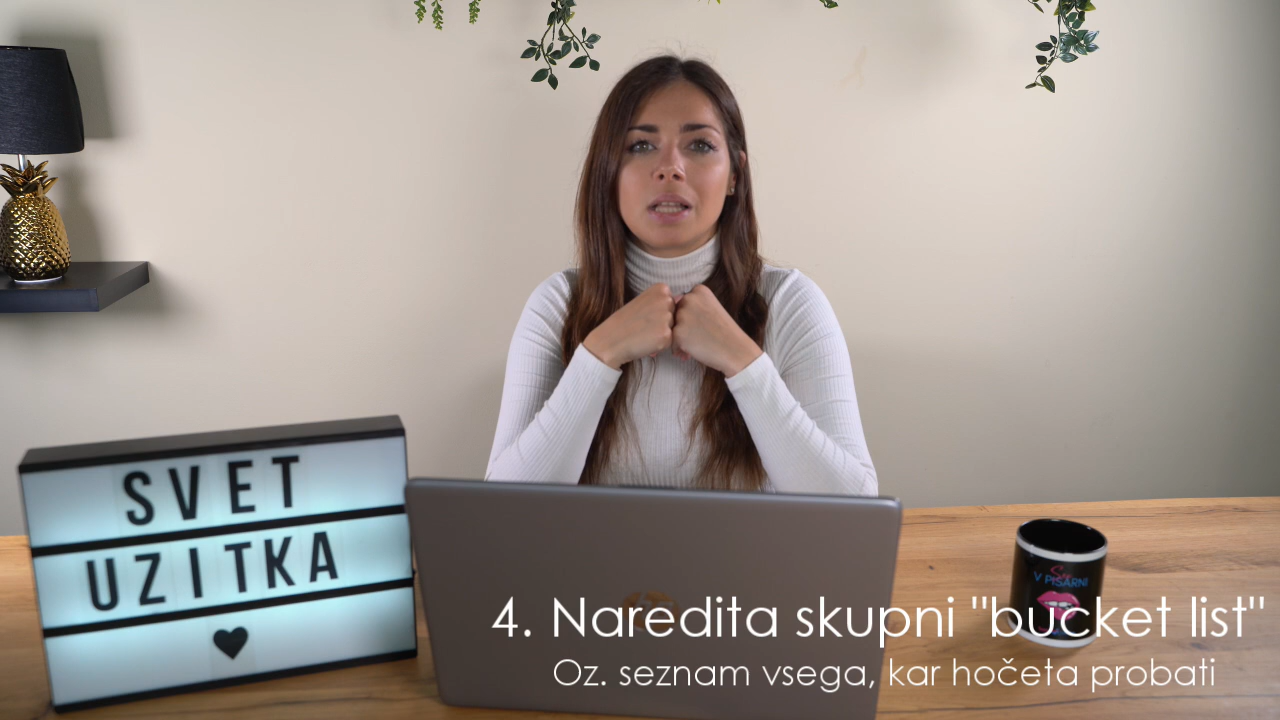 SVET
UZITKA
V PISARNI
4. Naredita skupni "bucket list"
Oz. seznam vsega, kar hočeta probati